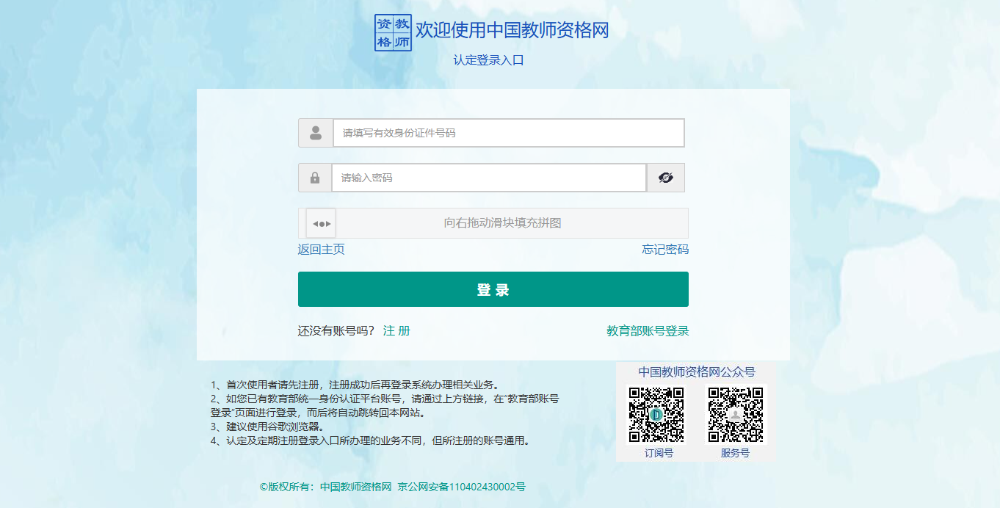 资教
格师
欢迎使用中国教师资格网
认定登录入口
请填写有效身份证件号码
请输入密码
向右拖动滑块填充拼图
返回主页 忘记密码
登 录
还没有账号吗？ 注 册 教育部账号登录
1、首次使用者请先注册，注册成功后再登录系统办理相关业务。
2、如您已有教育部统一身份认证平台账号，请通过上方链接，在“教育部账号
登录”页面进行登录，而后将自动跳转回本网站。
3、建议使用谷歌浏览器。
4、认定及定期注册登录入口所办理的业务不同，但所注册的账号通用。
中国教师资格网公众号
订阅号 服务号
©版权所有：中国教师资格网 京公网安备110402430002号